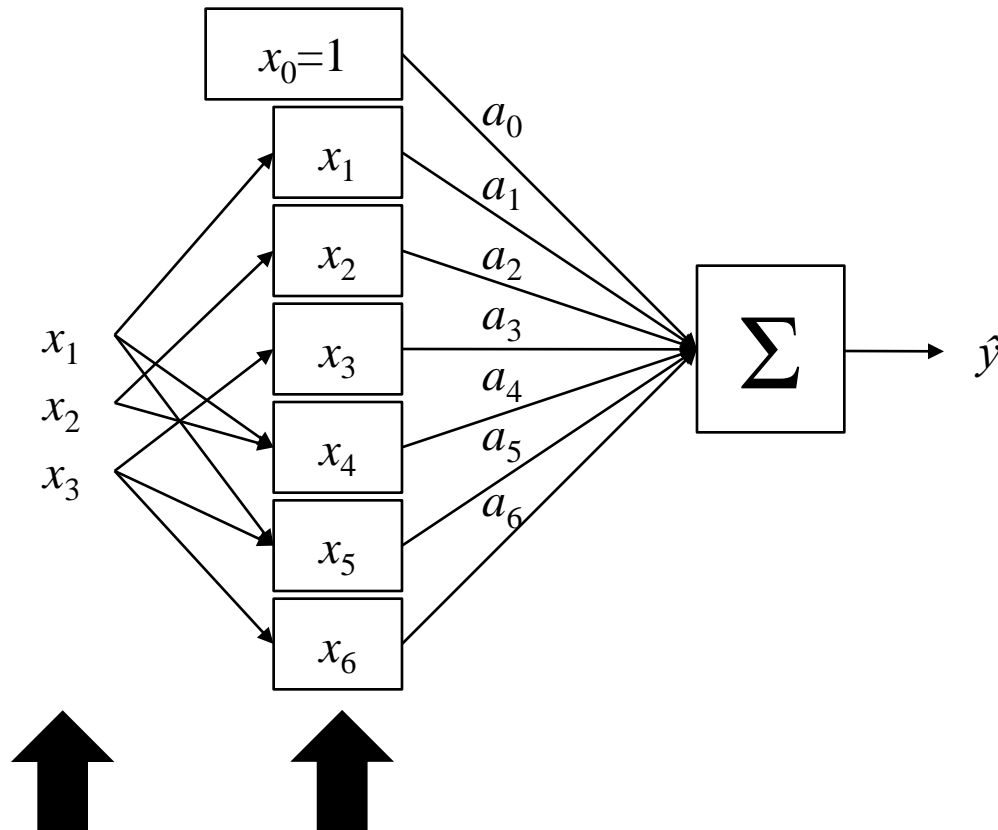 x₀=1
x₁
x₂
x₃
x₄
x₅
x₆
x₁
x₂
x₃
a₀
a₁
a₂
a₃
a₄
a₅
a₆
Σ
ŷ